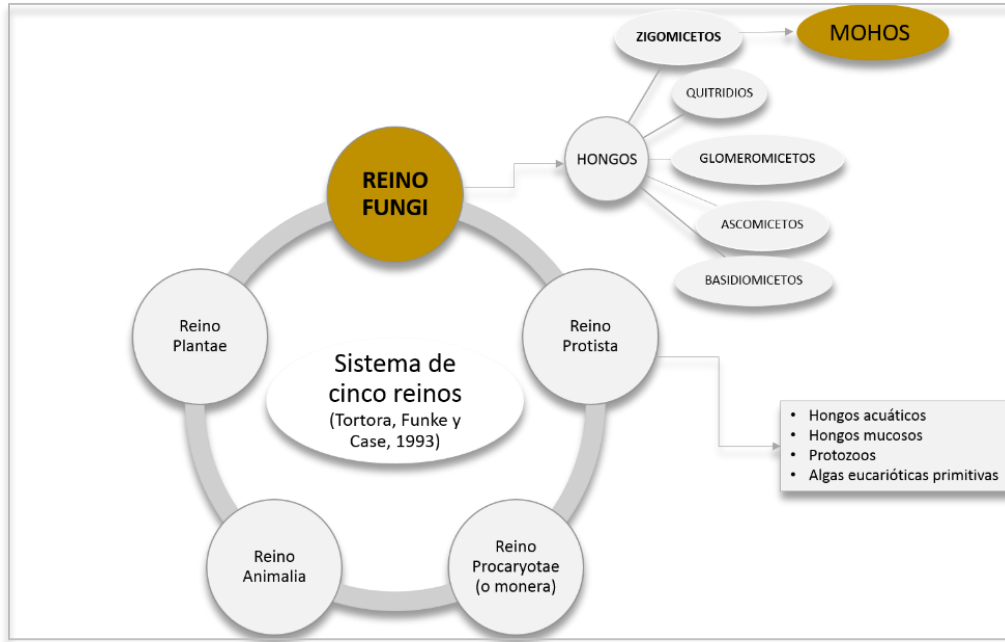 ZIGOMICETOS
MOHOS
QUITRIDIOS
HONGOS
GLOMEROMICETOS
ASCOMICETOS
BASIDIOMICETOS
REINO
FUNGI
Reino
Plantae
Reino
Protista
Sistema de
cinco reinos
(Tortora, Funke y
Case, 1993)
• Hongos acuáticos
• Hongos mucosos
• Protozoos
• Algas eucarióticas primitivas
Reino
Animalia
Reino
Procaryotae
(o monera)